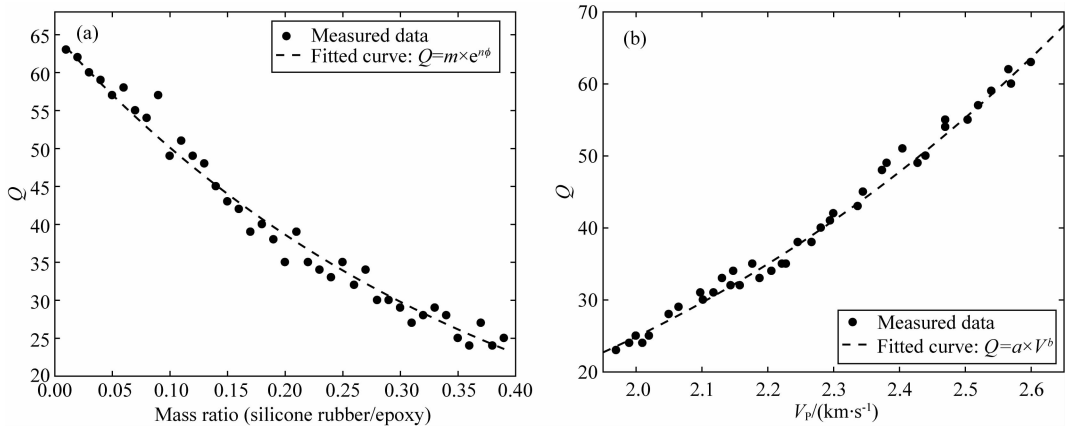 (a)
Measured data
Fitted curve: Q=m×e^{nϕ}
65
60
55
50
45
40
35
30
25
20
Q
0.00 0.05 0.10 0.15 0.20 0.25 0.30 0.35 0.40
Mass ratio (silicone rubber/epoxy)
(b)
70
60
50
40
30
20
Q
Measured data
Fitted curve: Q=a×V^b
2.0 2.1 2.2 2.3 2.4 2.5 2.6
V_P/(km·s⁻¹)